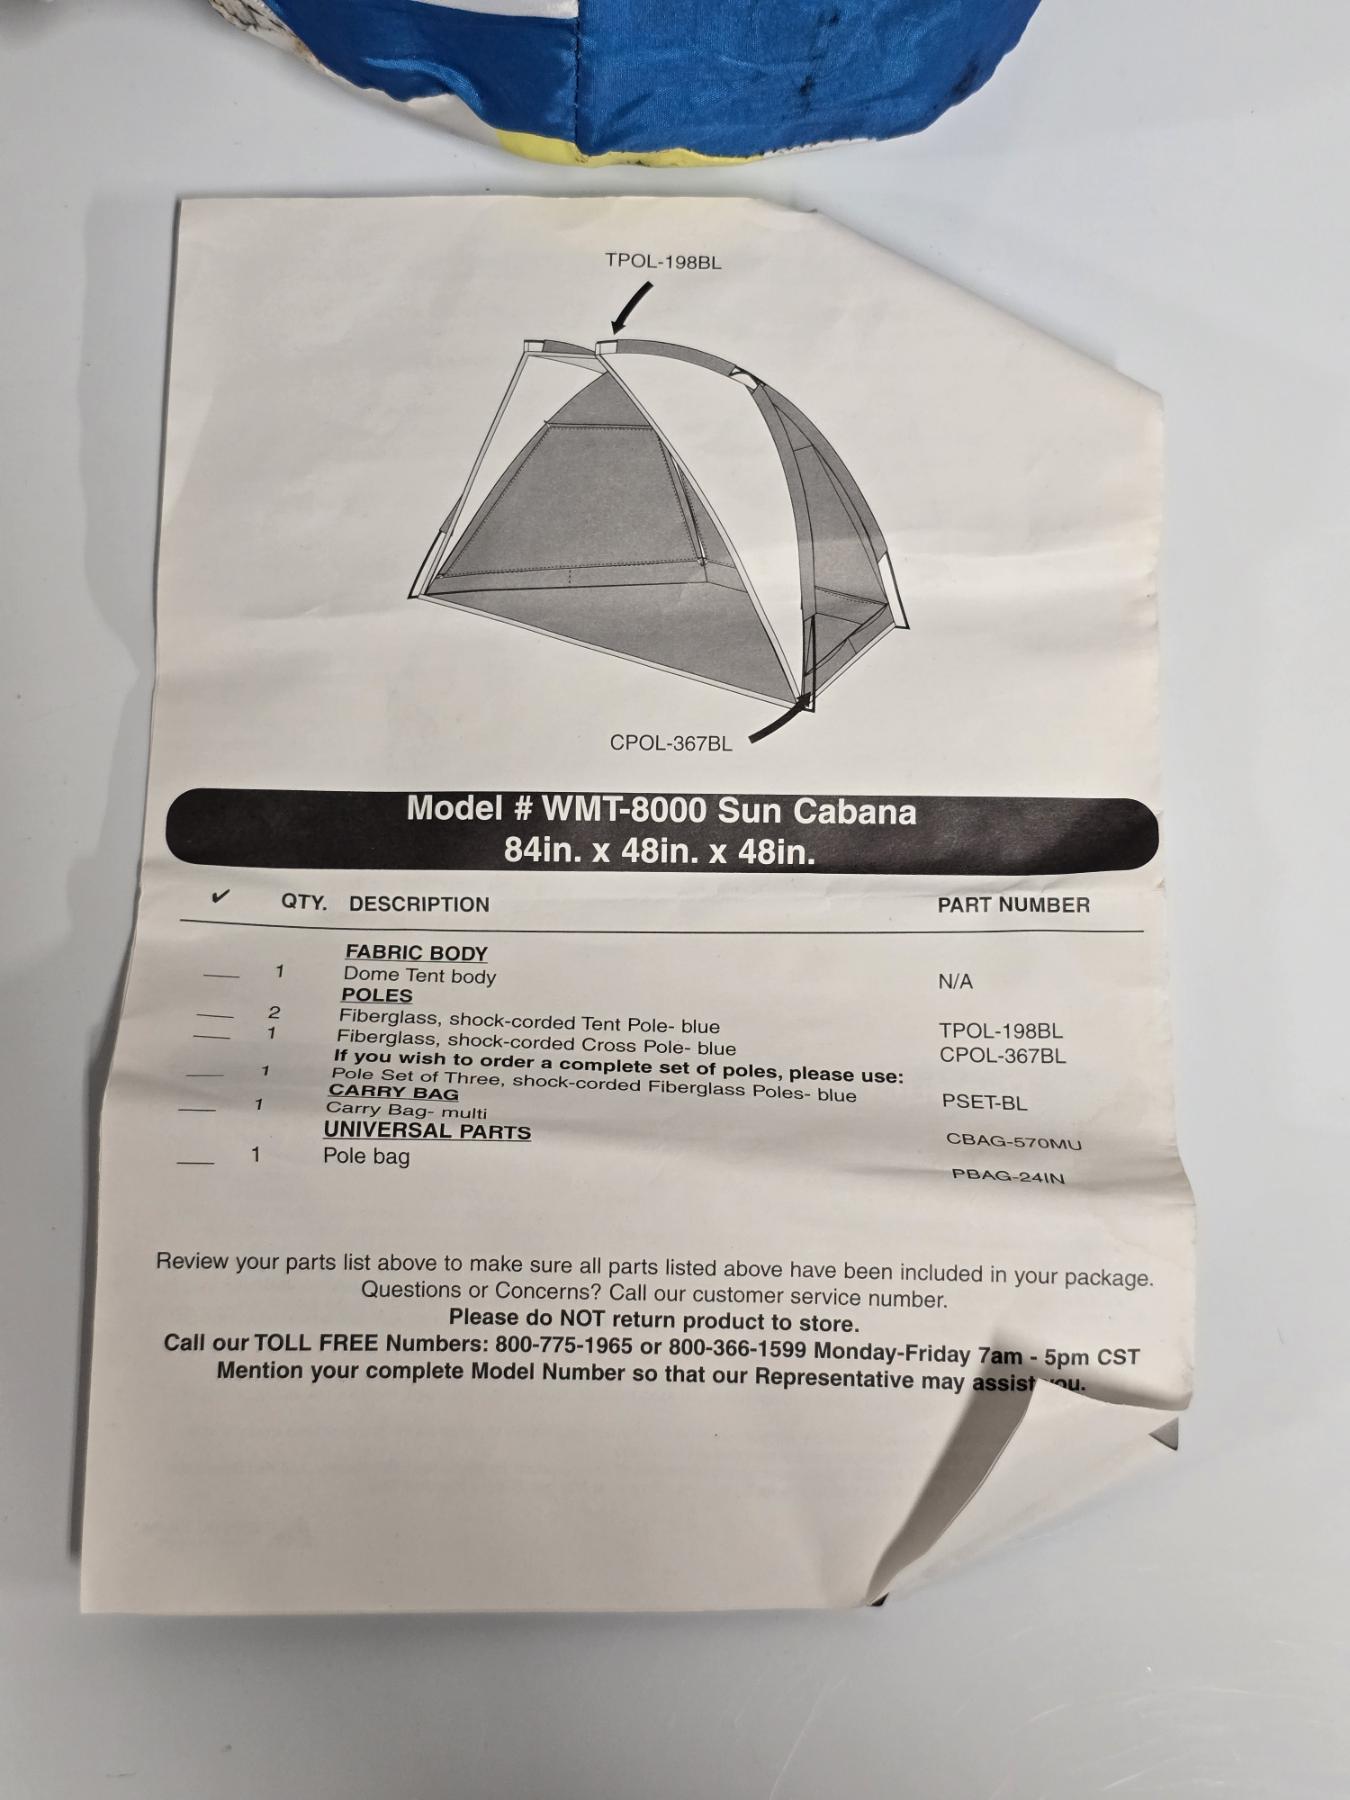 TPOL-198BL
CPOL-367BL
Model # WMT-8000 Sun Cabana
84in. x 48in. x 48in.
✔ QTY. DESCRIPTION PART NUMBER
FABRIC BODY
1 Dome Tent body N/A
POLES
2 Fiberglass, shock-corded Tent Pole- blue TPOL-198BL
1 Fiberglass, shock-corded Cross Pole- blue CPOL-367BL
If you wish to order a complete set of poles, please use:
1 Pole Set of Three, shock-corded Fiberglass Poles- blue PSET-BL
CARRY BAG
1 Carry Bag- multi CBAG-570MU
UNIVERSAL PARTS
1 Pole bag PBAG-24IN
Review your parts list above to make sure all parts listed above have been included in your package.
Questions or Concerns? Call our customer service number.
Please do NOT return product to store.
Call our TOLL FREE Numbers: 800-775-1965 or 800-366-1599 Monday-Friday 7am - 5pm CST
Mention your complete Model Number so that our Representative may assist you.